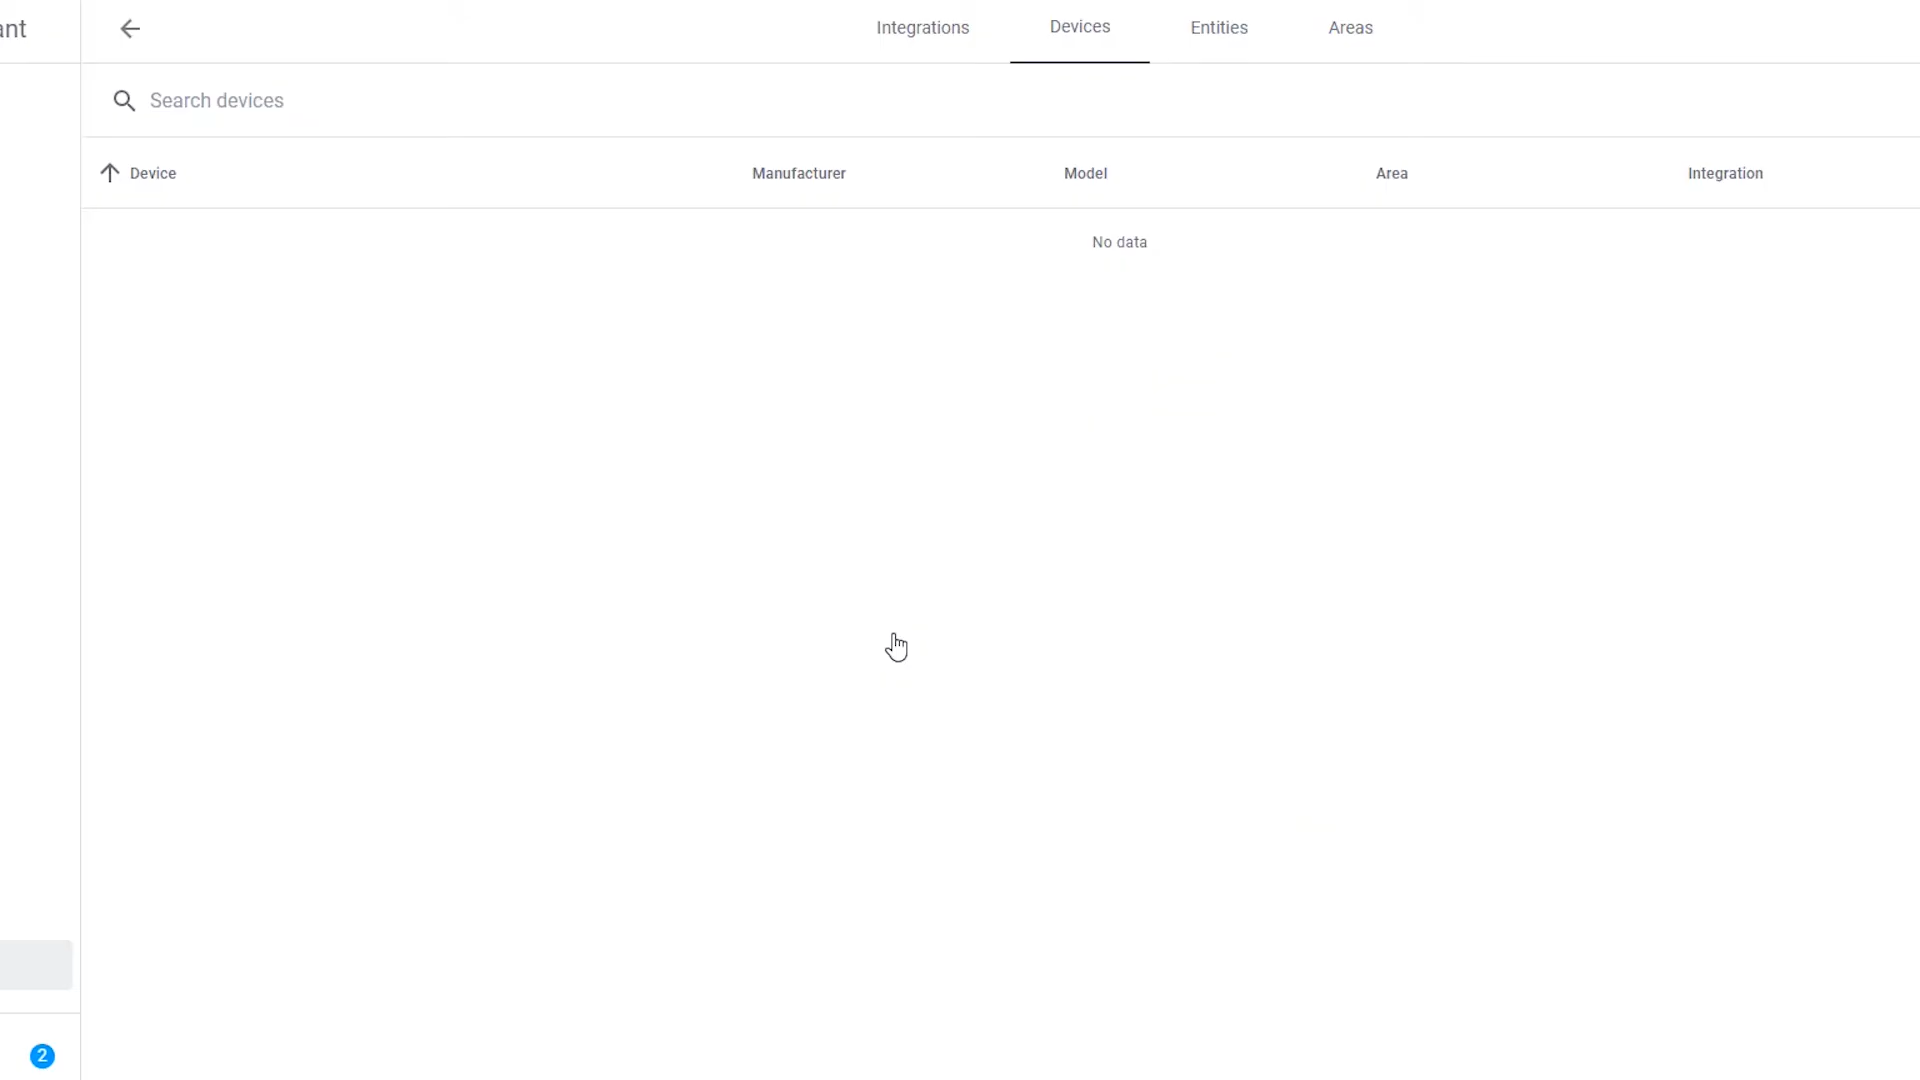 ant
Integrations
Devices
Entities
Areas
Search devices
Device
Manufacturer
Model
Area
Integration
No data
2